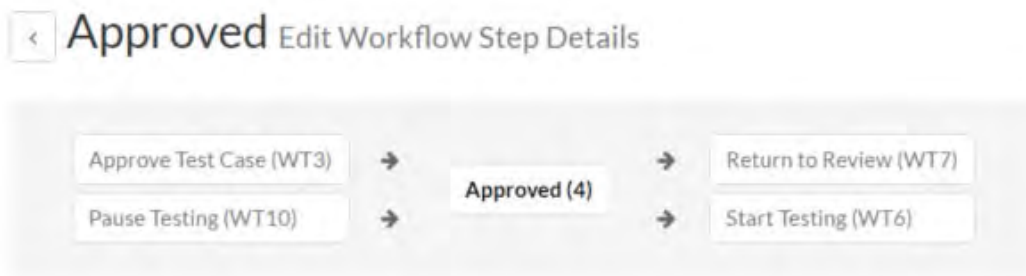 Approved Edit Workflow Step Details
Approve Test Case (WT3)
Pause Testing (WT10)
Approved (4)
Return to Review (WT7)
Start Testing (WT6)